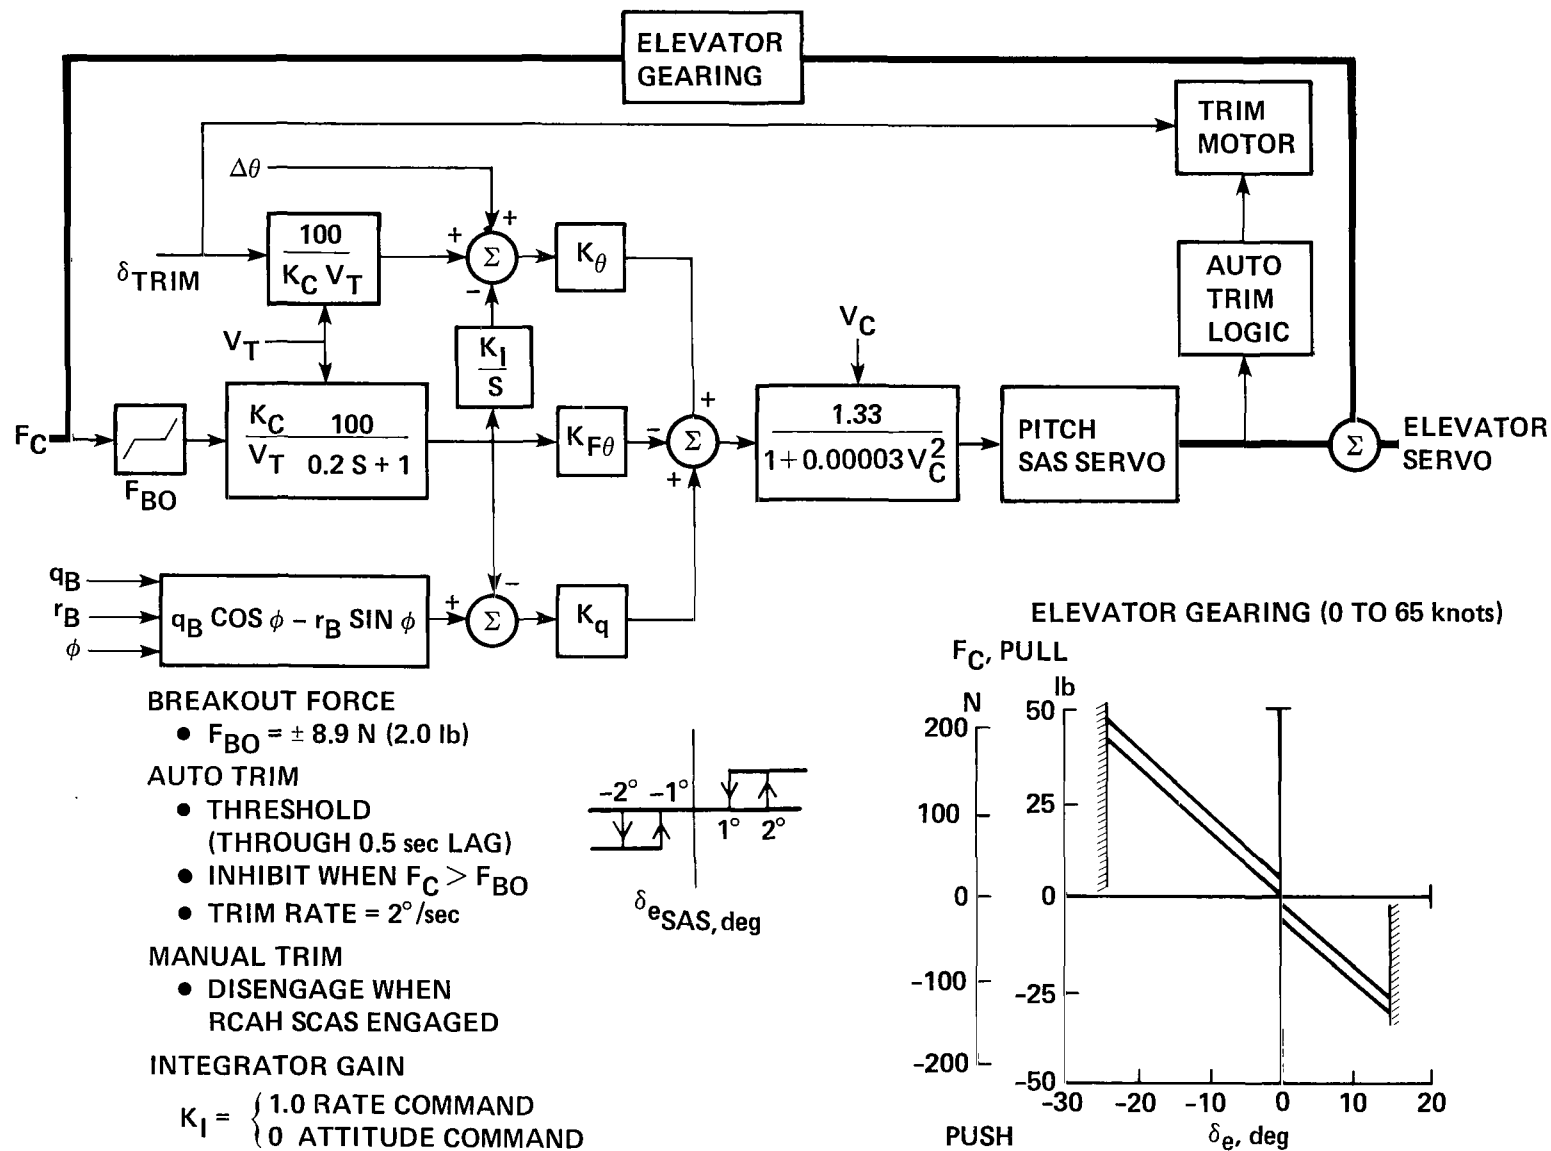 ELEVATOR
GEARING
TRIM
MOTOR
Δθ
+
100
K_C V_T
+
Σ
−
K_θ
δ_TRIM
AUTO
TRIM
LOGIC
V_T
K_I
S
V_C
F_C
F_BO
K_C 100
V_T 0.2 S + 1
K_Fθ
+
−
Σ
+
1.33
1+0.00003 V_C^2
PITCH
SAS SERVO
Σ
ELEVATOR
SERVO
q_B
r_B
φ
q_B COS φ – r_B SIN φ
−
+
Σ
K_q
BREAKOUT FORCE
● F_BO = ± 8.9 N (2.0 lb)
AUTO TRIM
● THRESHOLD
(THROUGH 0.5 sec LAG)
● INHIBIT WHEN F_C > F_BO
● TRIM RATE = 2°/sec
MANUAL TRIM
● DISENGAGE WHEN
RCAH SCAS ENGAGED
INTEGRATOR GAIN
K_I = { 1.0 RATE COMMAND
0 ATTITUDE COMMAND
–2° –1°
1° 2°
δ_eSAS, deg
ELEVATOR GEARING (0 TO 65 knots)
F_C, PULL
N
lb
200
100
0
-100
-200
50
25
0
-25
-50
-30 -20 -10 0 10 20
PUSH
δ_e, deg